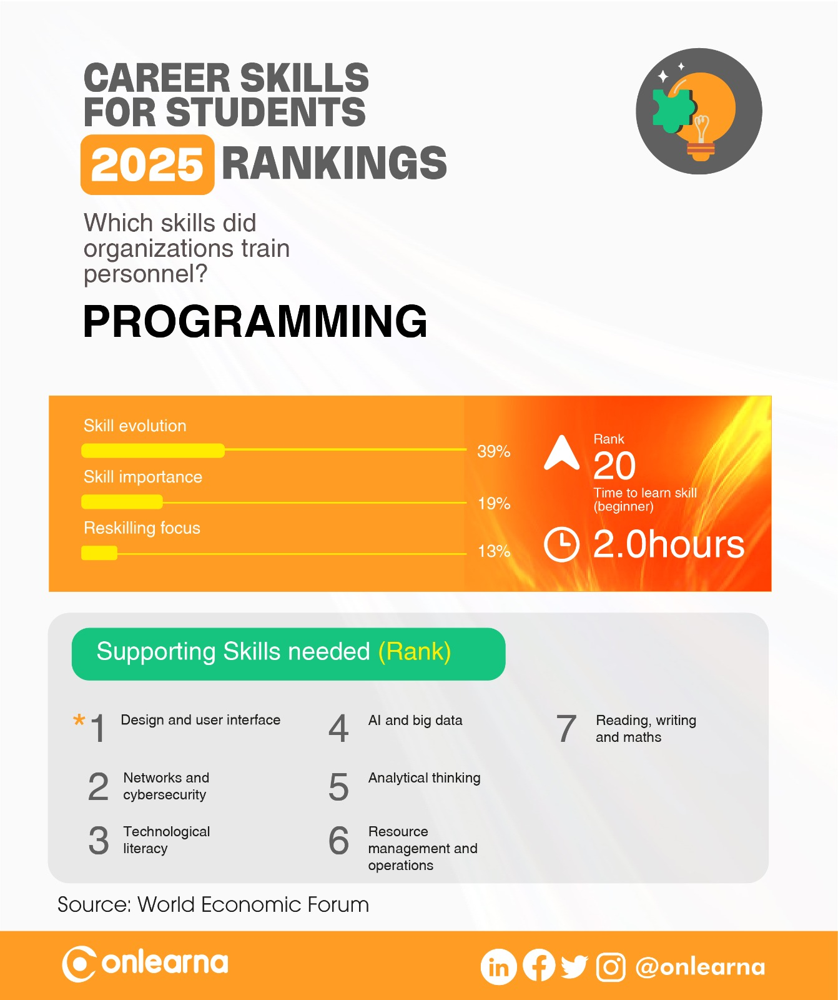 CAREER SKILLS
FOR STUDENTS
2025 RANKINGS
Which skills did
organizations train
personnel?
PROGRAMMING
Skill evolution
39%
Skill importance
19%
Reskilling focus
13%
Rank
20
Time to learn skill
(beginner)
2.0hours
Supporting Skills needed (Rank)
*1 Design and user interface
2 Networks and
cybersecurity
3 Technological
literacy
4 AI and big data
5 Analytical thinking
6 Resource
management and
operations
7 Reading, writing
and maths
Source: World Economic Forum
onlearna
in @onlearna